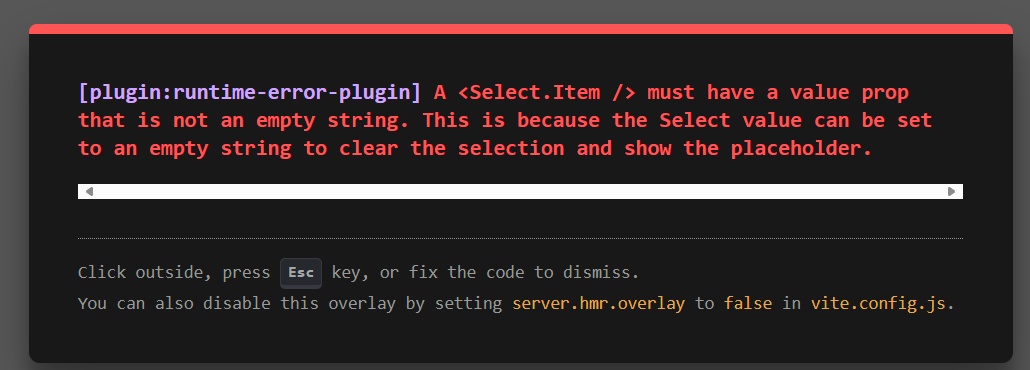 [plugin:runtime-error-plugin] A <Select.Item /> must have a value prop
that is not an empty string. This is because the Select value can be set
to an empty string to clear the selection and show the placeholder.
Click outside, press Esc key, or fix the code to dismiss.
You can also disable this overlay by setting server.hmr.overlay to false in vite.config.js.